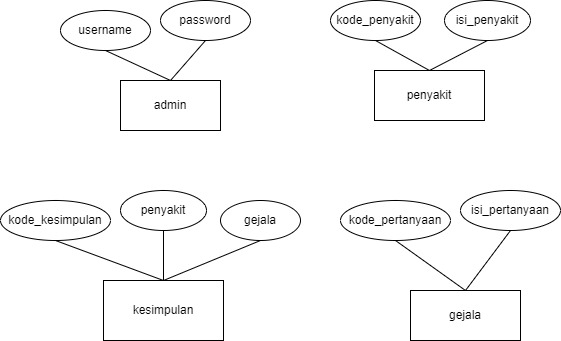 username
password
admin
kode_penyakit
isi_penyakit
penyakit
kode_kesimpulan
penyakit
gejala
kesimpulan
kode_pertanyaan
isi_pertanyaan
gejala